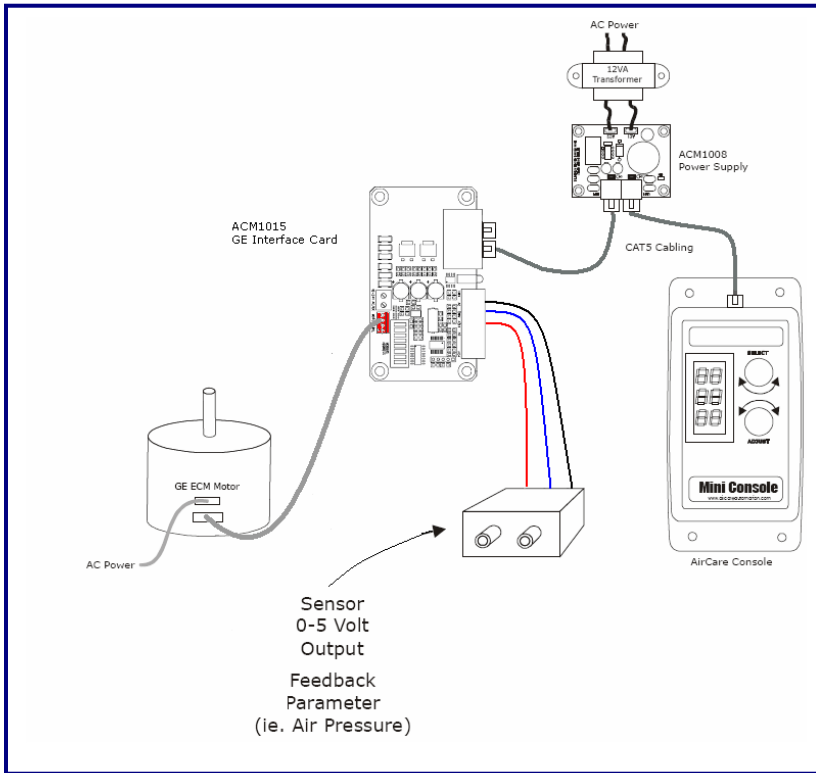 AC Power
12VA
Transformer
ACM1008
Power Supply
ACM1015
GE Interface Card
CAT5 Cabling
SELECT
ADJUST
GE ECM Motor
Mini Console
AC Power
AirCare Console
Sensor
0-5 Volt
Output
Feedback
Parameter
(ie. Air Pressure)